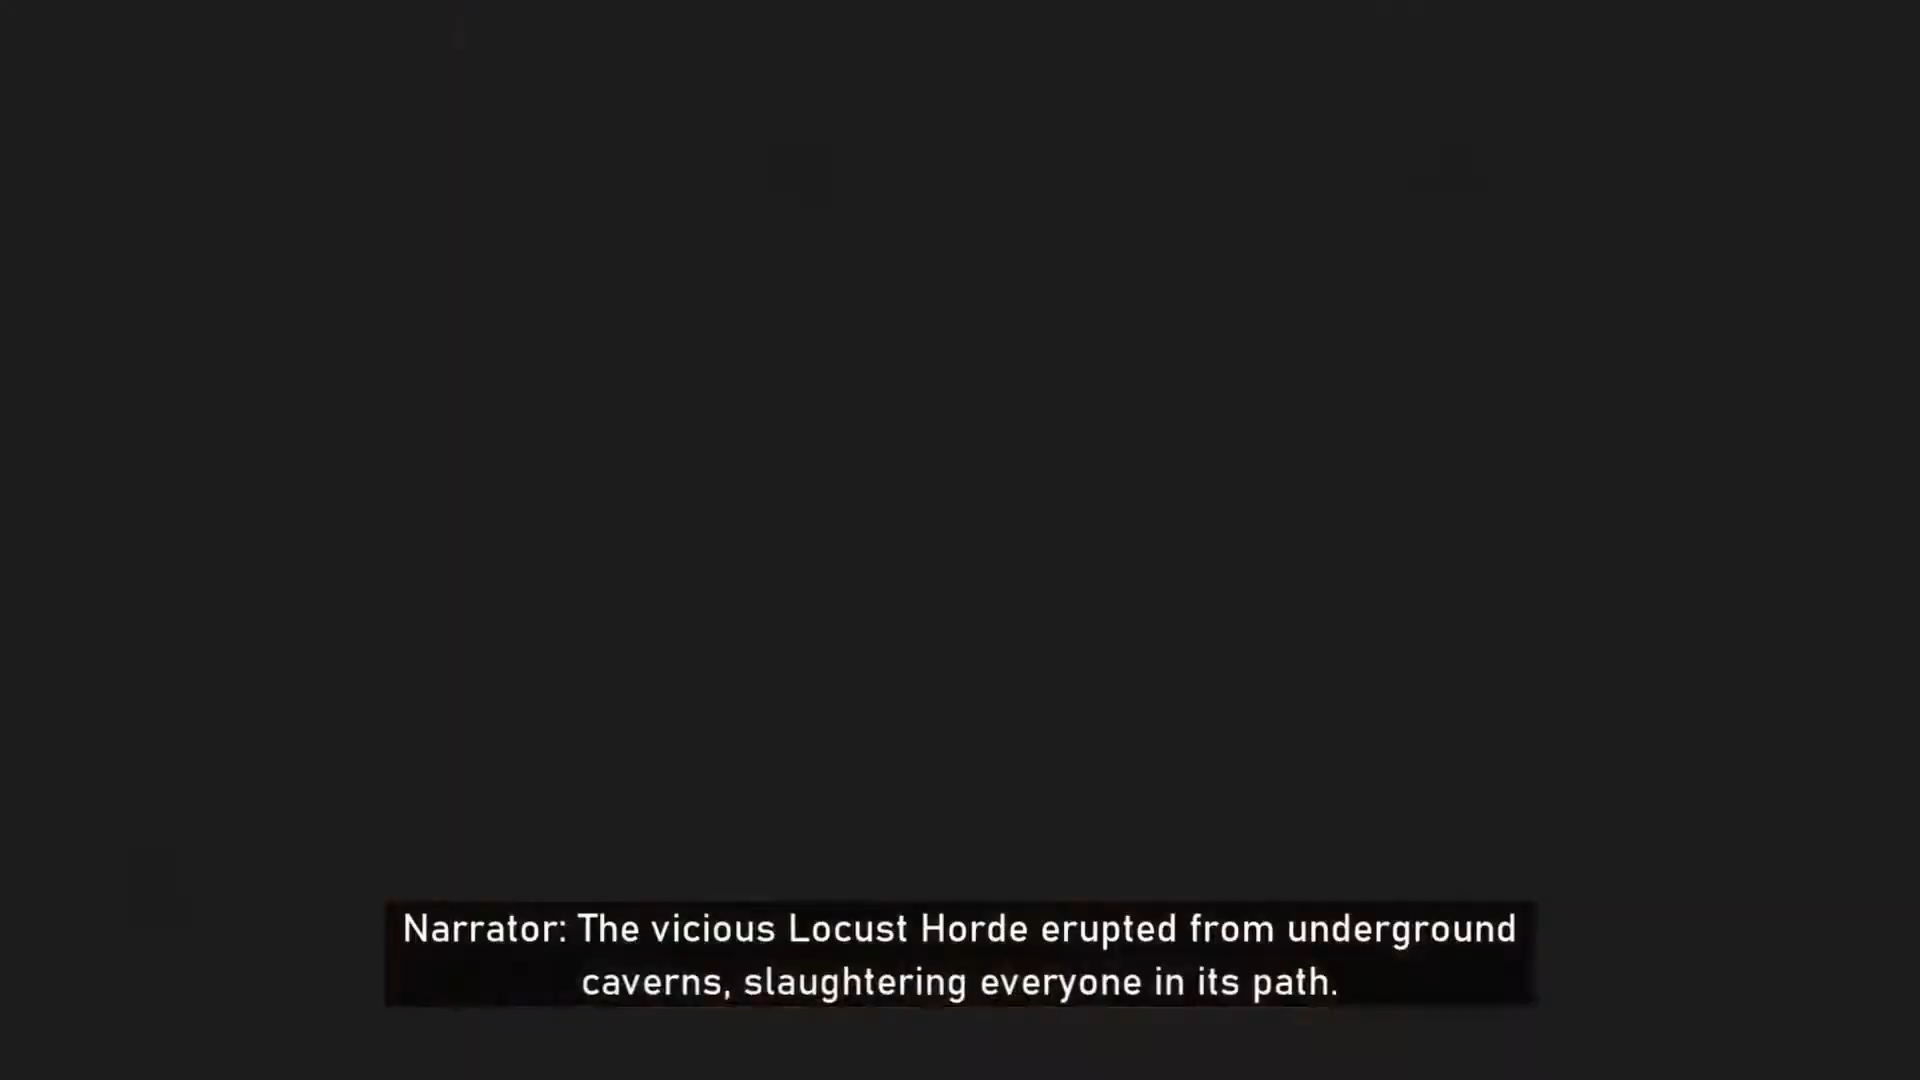 Narrator: The vicious Locust Horde erupted from underground
caverns, slaughtering everyone in its path.